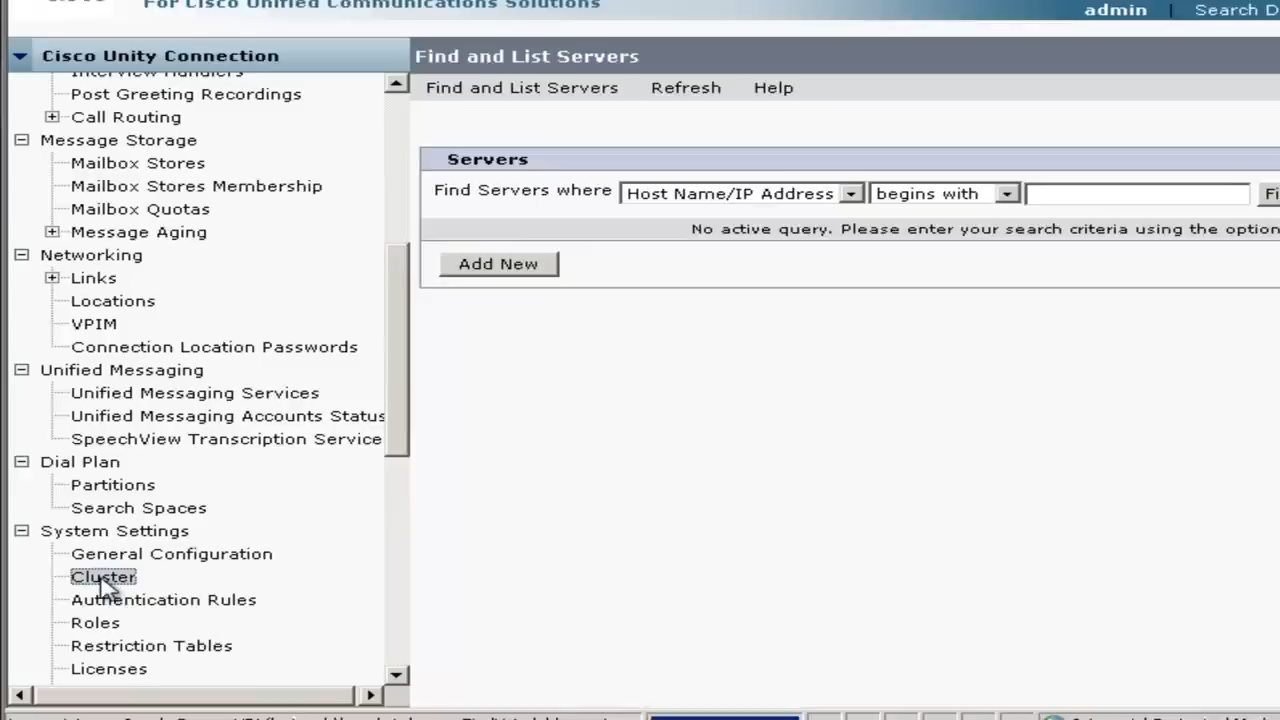 For Cisco Unified Communications Solutions
admin | Search D
Cisco Unity Connection
Interview Handlers
Post Greeting Recordings
Call Routing
Message Storage
Mailbox Stores
Mailbox Stores Membership
Mailbox Quotas
Message Aging
Networking
Links
Locations
VPIM
Connection Location Passwords
Unified Messaging
Unified Messaging Services
Unified Messaging Accounts Status
SpeechView Transcription Service
Dial Plan
Partitions
Search Spaces
System Settings
General Configuration
Cluster
Authentication Rules
Roles
Restriction Tables
Licenses
Find and List Servers
Find and List Servers Refresh Help
Servers
Find Servers where Host Name/IP Address begins with Fi
No active query. Please enter your search criteria using the option
Add New